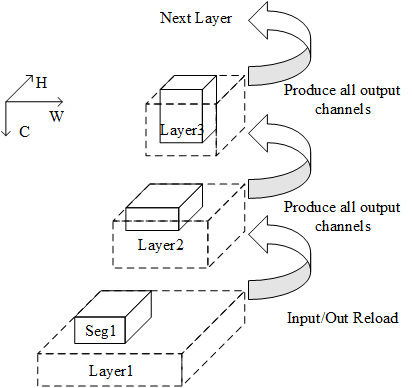 Next Layer
H
W
C
Layer3
Produce all output
channels
Layer2
Produce all output
channels
Seg1
Input/Out Reload
Layer1